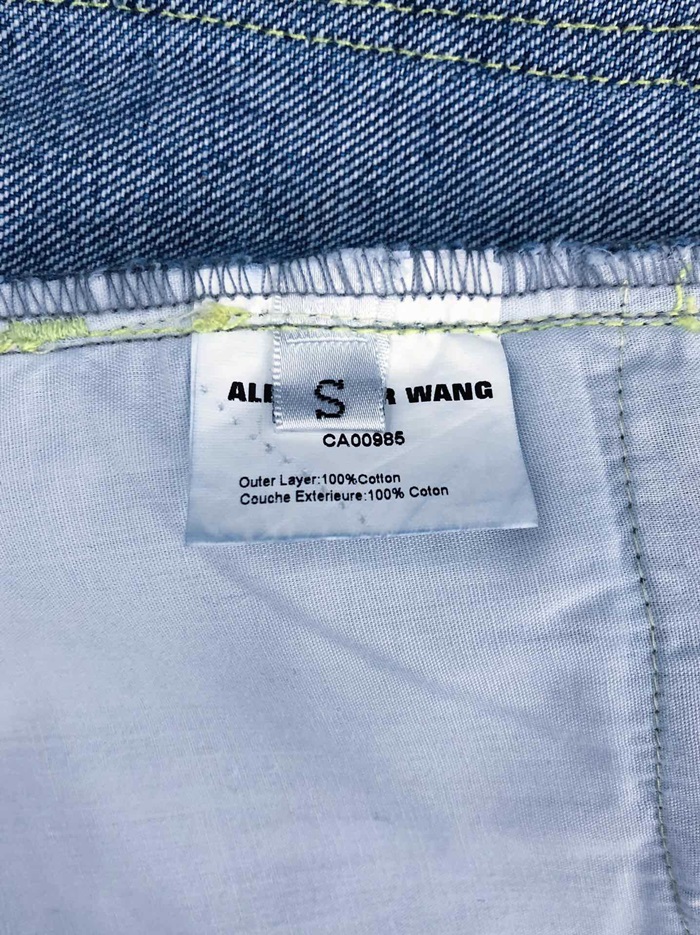 ALE R WANG
S
CA00985
Outer Layer:100%Cotton
Couche Exterieure:100% Coton